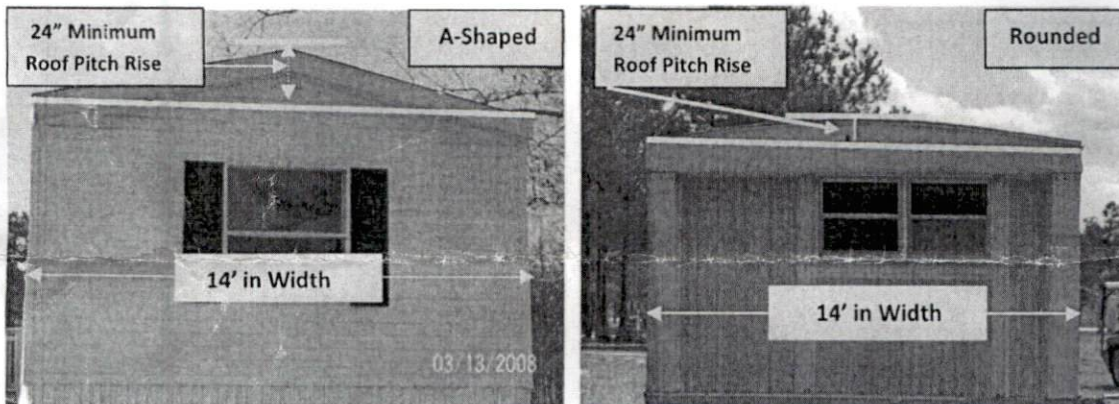 24” Minimum
Roof Pitch Rise
A-Shaped
14’ in Width
03/13/2008
24” Minimum
Roof Pitch Rise
Rounded
14’ in Width